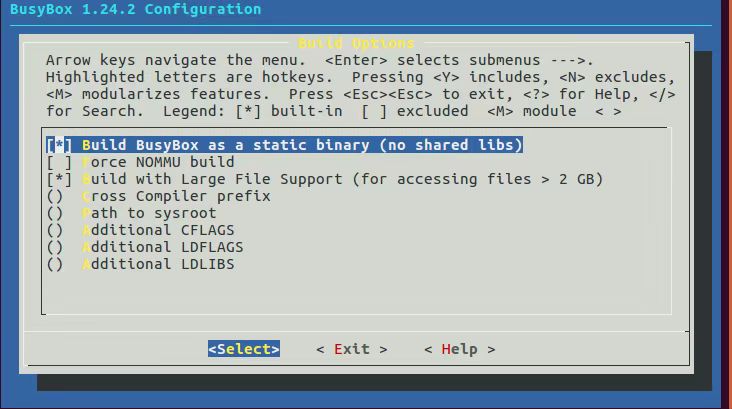 BusyBox 1.24.2 Configuration
Build Options
Arrow keys navigate the menu.  <Enter> selects submenus --->.
Highlighted letters are hotkeys.  Pressing <Y> includes, <N> excludes,
<M> modularizes features.  Press <Esc><Esc> to exit, <?> for Help, </>
for Search.  Legend: [*] built-in  [ ] excluded  <M> module  < >
[*] Build BusyBox as a static binary (no shared libs)
[ ] Force NOMMU build
[*] Build with Large File Support (for accessing files > 2 GB)
()  Cross Compiler prefix
()  Path to sysroot
()  Additional CFLAGS
()  Additional LDFLAGS
()  Additional LDLIBS
<Select>    < Exit >    < Help >